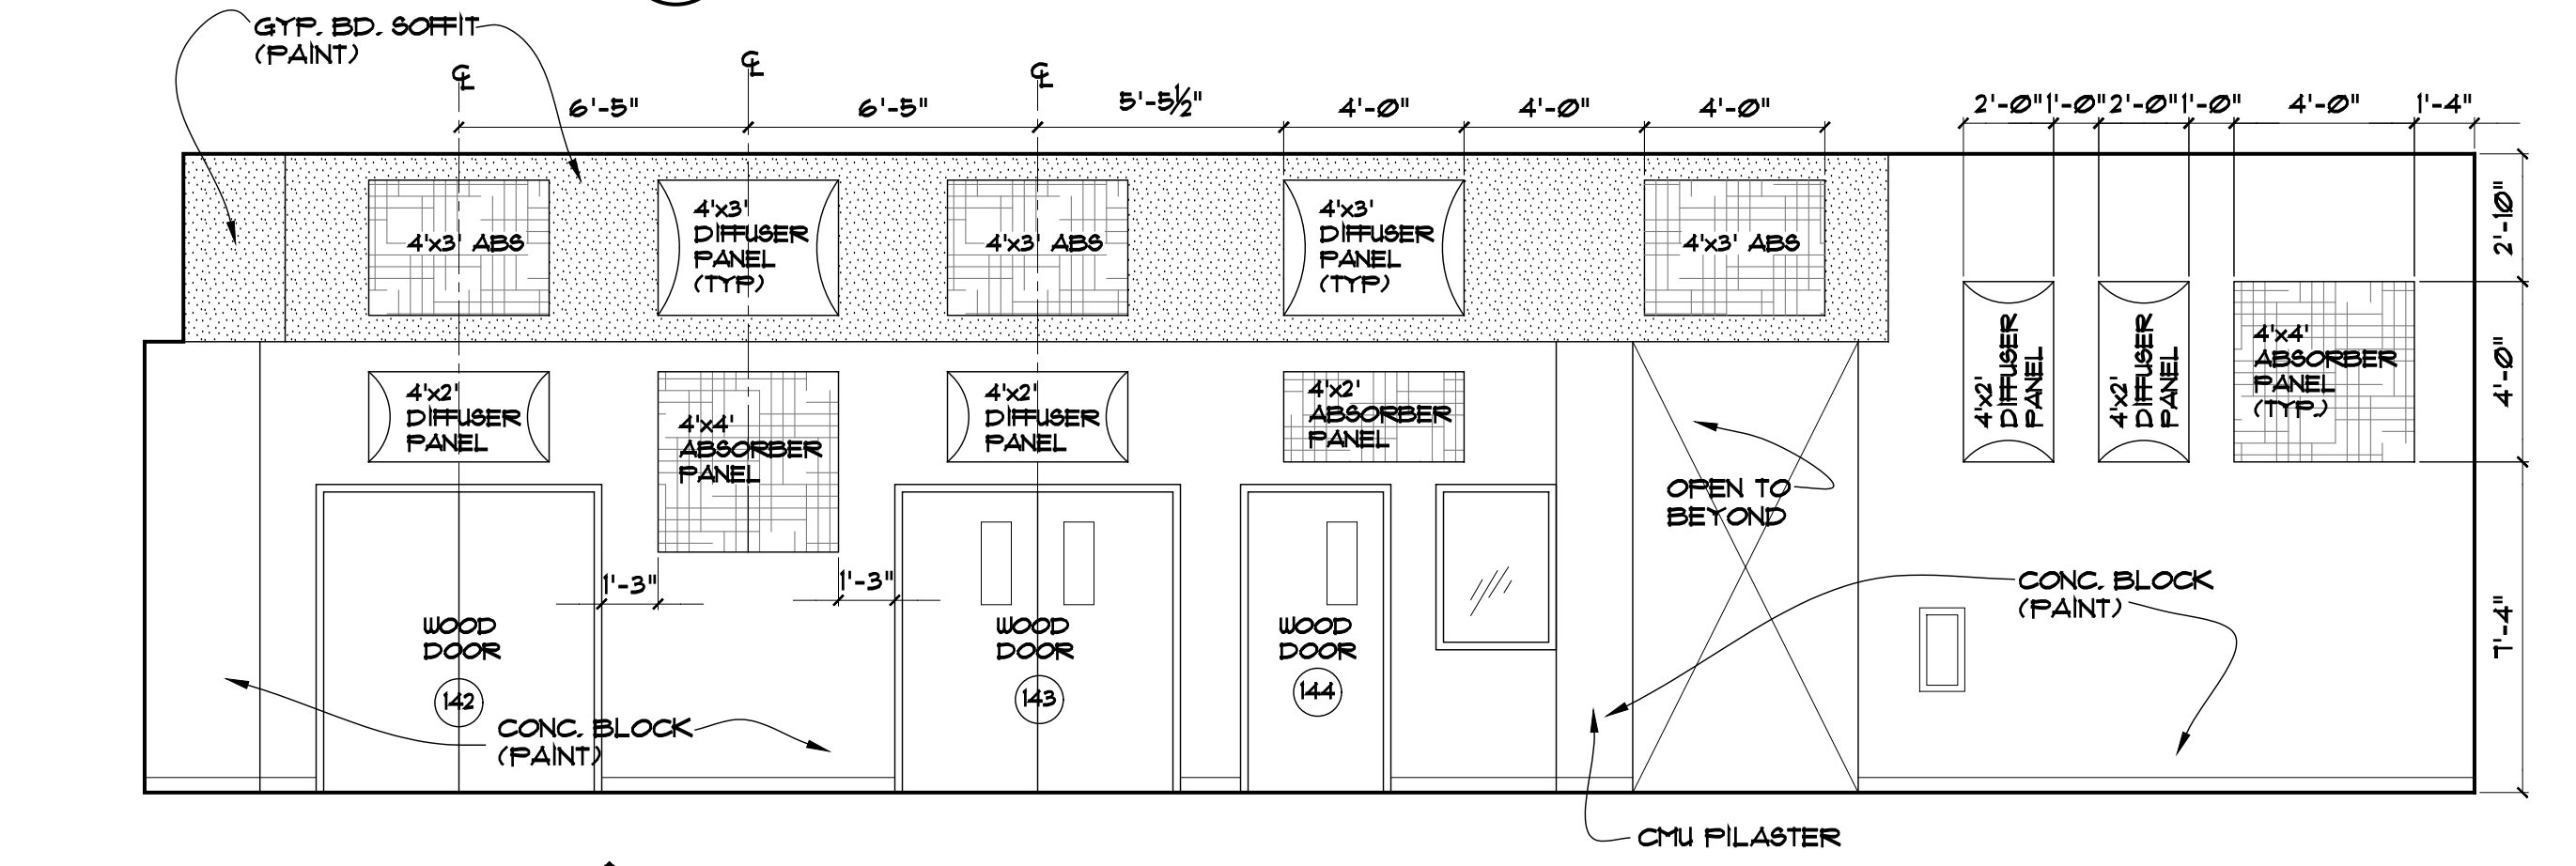 GYP. BD. SOFFIT
(PAINT)
℄
℄
℄
6'-5"
6'-5"
5'-5½"
4'-0"
4'-0"
4'-0"
2'-0"
1'-0"
2'-0"
1'-0"
4'-0"
1'-4"
4'x3' ABS
4'x3'
DIFFUSER
PANEL
(TYP)
4'x3' ABS
4'x3'
DIFFUSER
PANEL
(TYP)
4'x3' ABS
2'-10"
4'x2'
DIFFUSER
PANEL
4'x4'
ABSORBER
PANEL
4'x2'
DIFFUSER
PANEL
4'x2'
ABSORBER
PANEL
4'x2'
DIFFUSER
PANEL
4'x2'
DIFFUSER
PANEL
4'x4'
ABSORBER
PANEL
(TYP.)
4'-0"
OPEN TO
BEYOND
1'-3"
1'-3"
CONC. BLOCK
(PAINT)
7'-4"
WOOD
DOOR
142
WOOD
DOOR
143
WOOD
DOOR
144
CONC. BLOCK
(PAINT)
CMU PILASTER